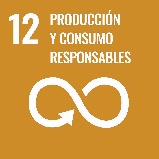 12 PRODUCCIÓN
Y CONSUMO
RESPONSABLES